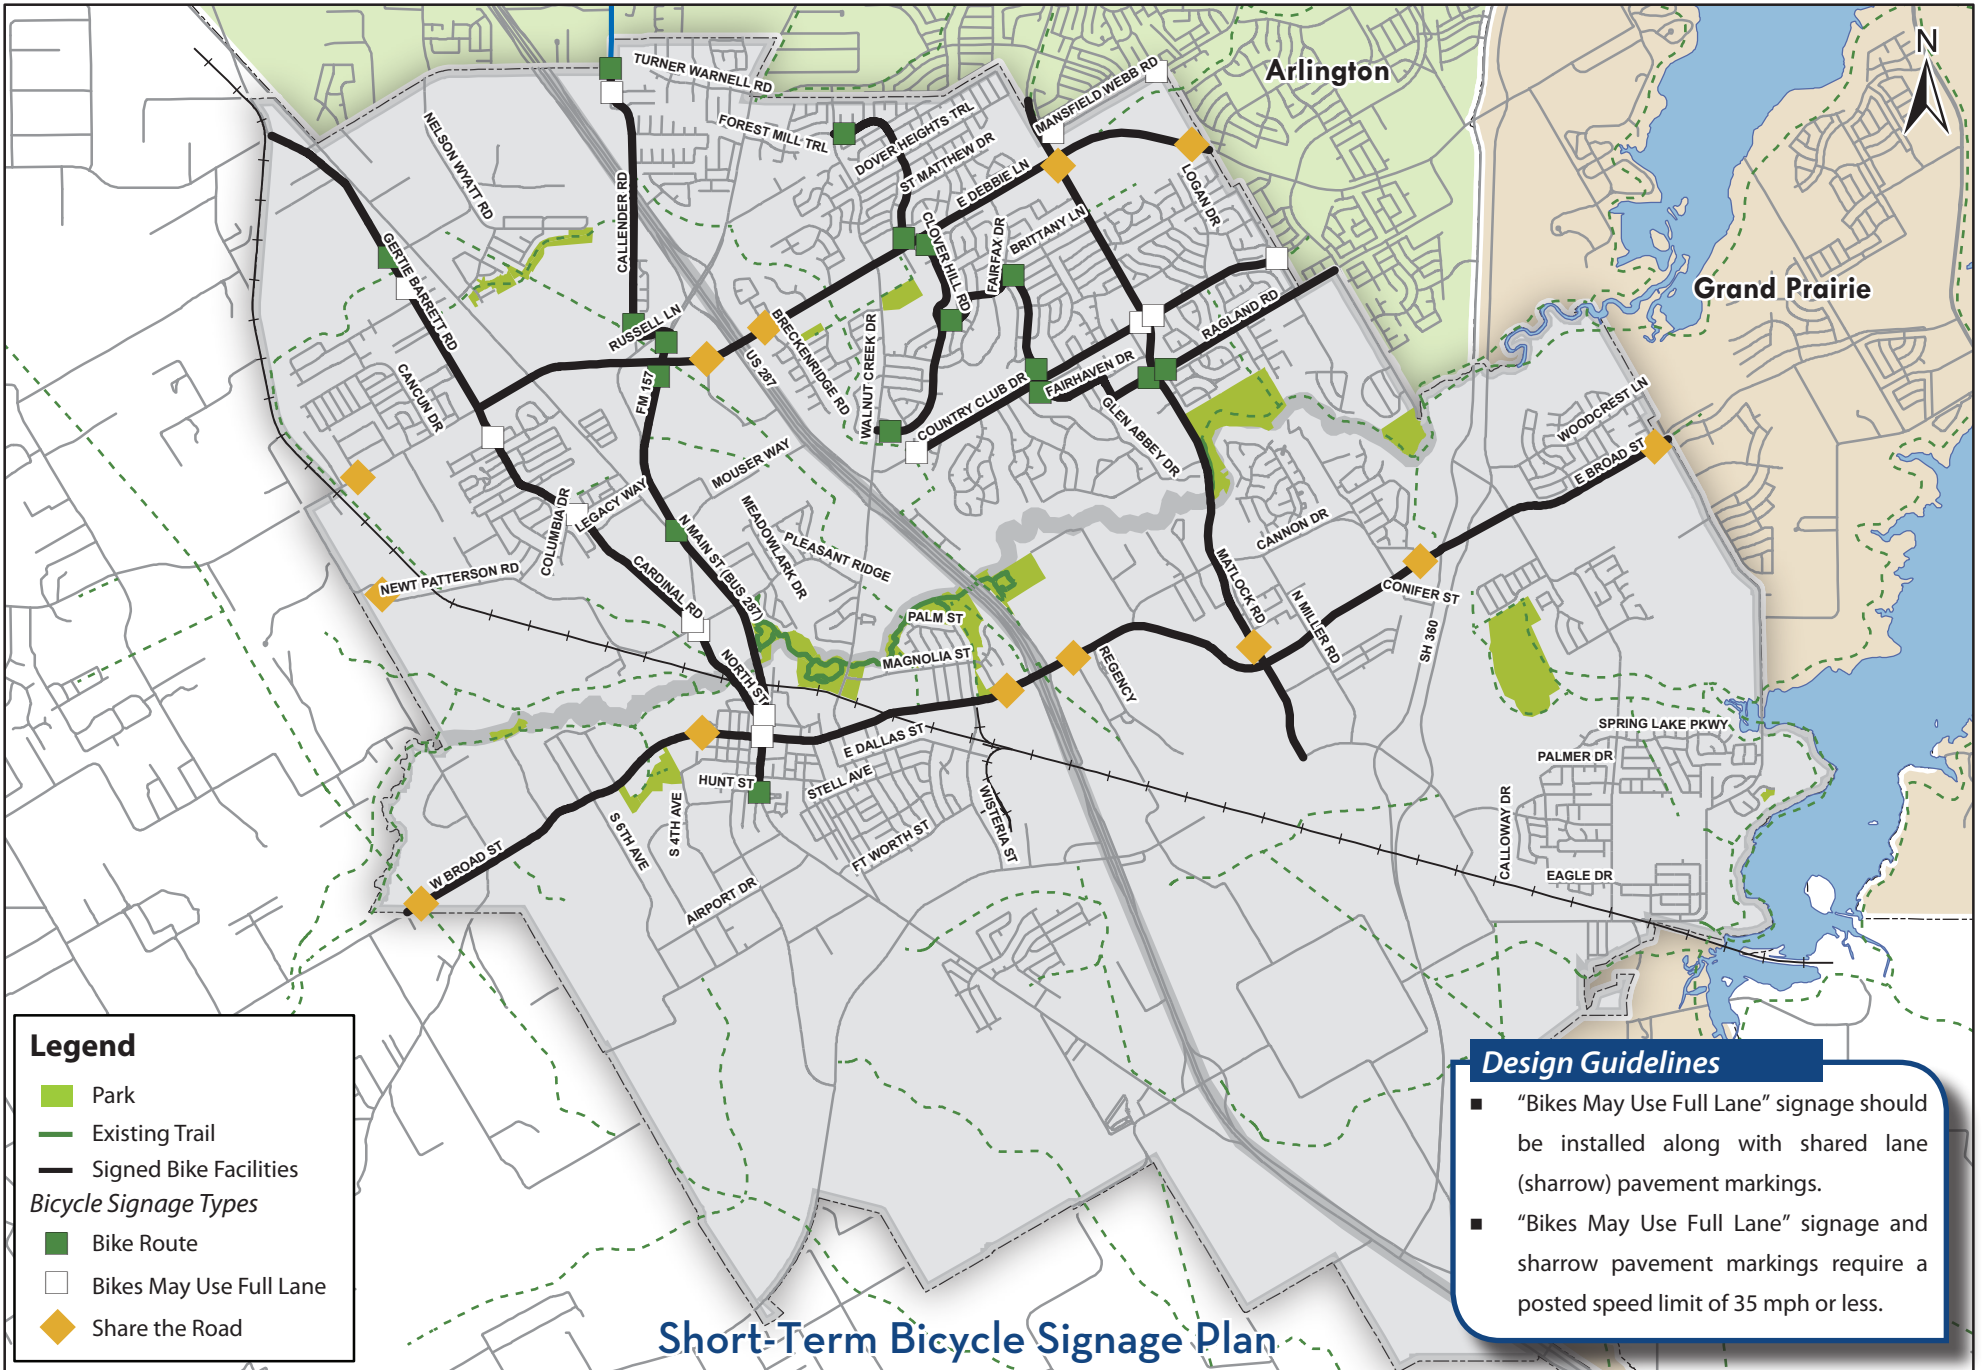 N
Arlington
Grand Prairie
TURNER WARNELL RD
MANSFIELD WEBB RD
FOREST MILL TRL
DOVER HEIGHTS TRL
ST MATTHEW DR
NELSON WYATT RD
E DEBBIE LN
LOGAN DR
CALLENDER RD
CLOVER HILL RD
FAIRFAX DR
BRITTANY LN
GERTIE BARRETT RD
RUSSELL LN
BRECKENRIDGE RD
US 287
WALNUT CREEK DR
RAGLAND RD
FM 157
CANCUN DR
COUNTRY CLUB DR
FAIRHAVEN DR
GLEN ABBEY DR
WOODCREST LN
E BROAD ST
MOUSER WAY
LEGACY WAY
COLUMBIA DR
MEADOWLARK DR
PLEASANT RIDGE
N MAIN ST (BUS 287)
CANNON DR
NEWT PATTERSON RD
CARDINAL RD
MATLOCK RD
CONIFER ST
PALM ST
N MILLER RD
SH 360
MAGNOLIA ST
NORTH ST
REGENCY
SPRING LAKE PKWY
E DALLAS ST
PALMER DR
HUNT ST
STELL AVE
WISTERIA ST
CALLOWAY DR
S 6TH AVE
S 4TH AVE
FT WORTH ST
W BROAD ST
EAGLE DR
AIRPORT DR
Legend
Park
Existing Trail
Signed Bike Facilities
Bicycle Signage Types
Bike Route
Bikes May Use Full Lane
Share the Road
Design Guidelines
■ “Bikes May Use Full Lane” signage should
be installed along with shared lane
(sharrow) pavement markings.
■ “Bikes May Use Full Lane” signage and
sharrow pavement markings require a
posted speed limit of 35 mph or less.
Short-Term Bicycle Signage Plan